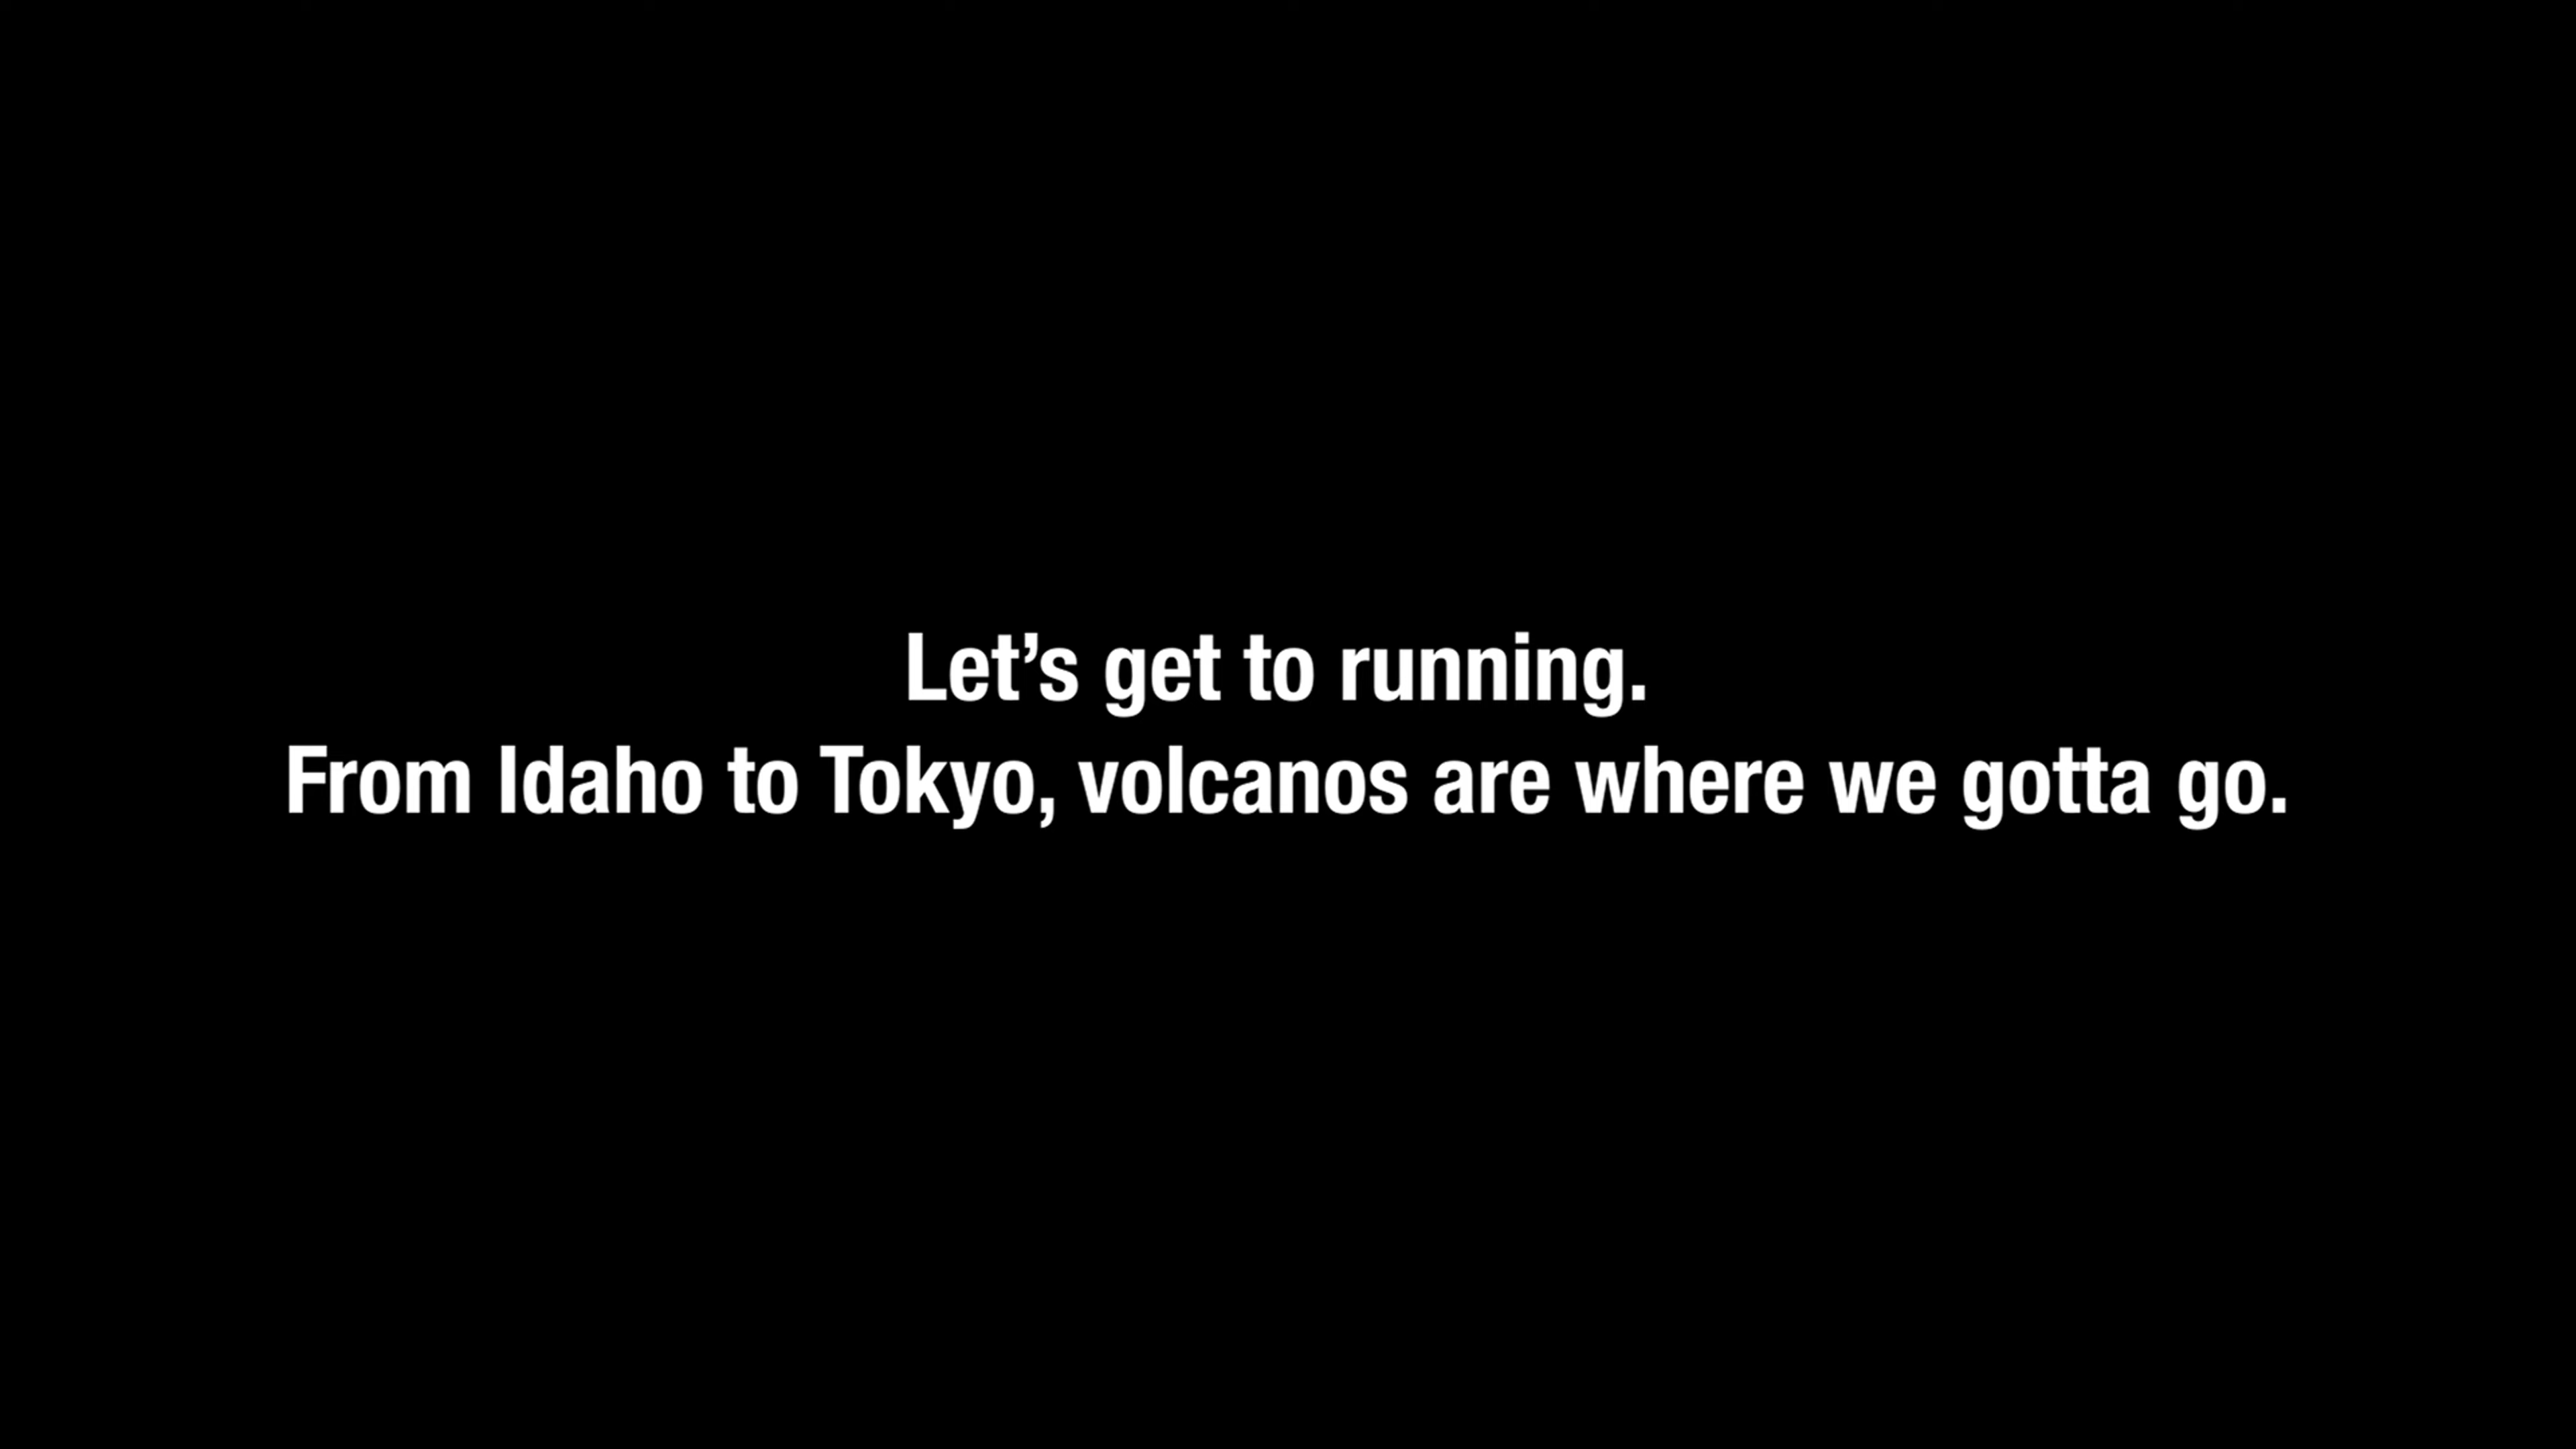 Let’s get to running.
From Idaho to Tokyo, volcanos are where we gotta go.